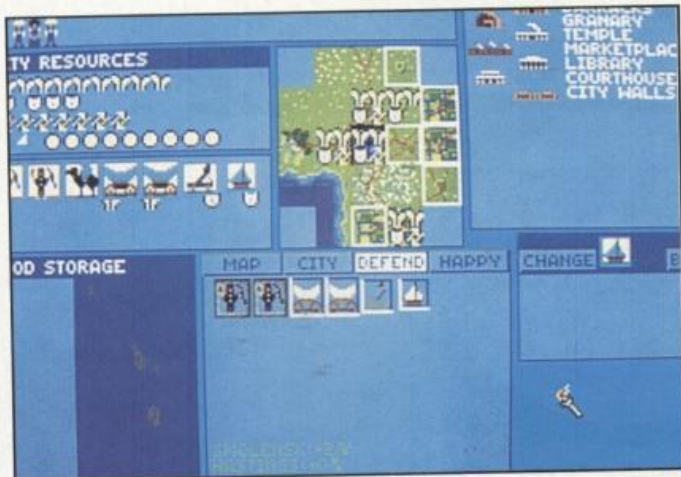 GRANARY
TEMPLE
MARKETPLAC
LIBRARY
COURTHOUSE
CITY WALLS
TY RESOURCES
OD STORAGE
MAP CITY DEFEND HAPPY
CHANGE B